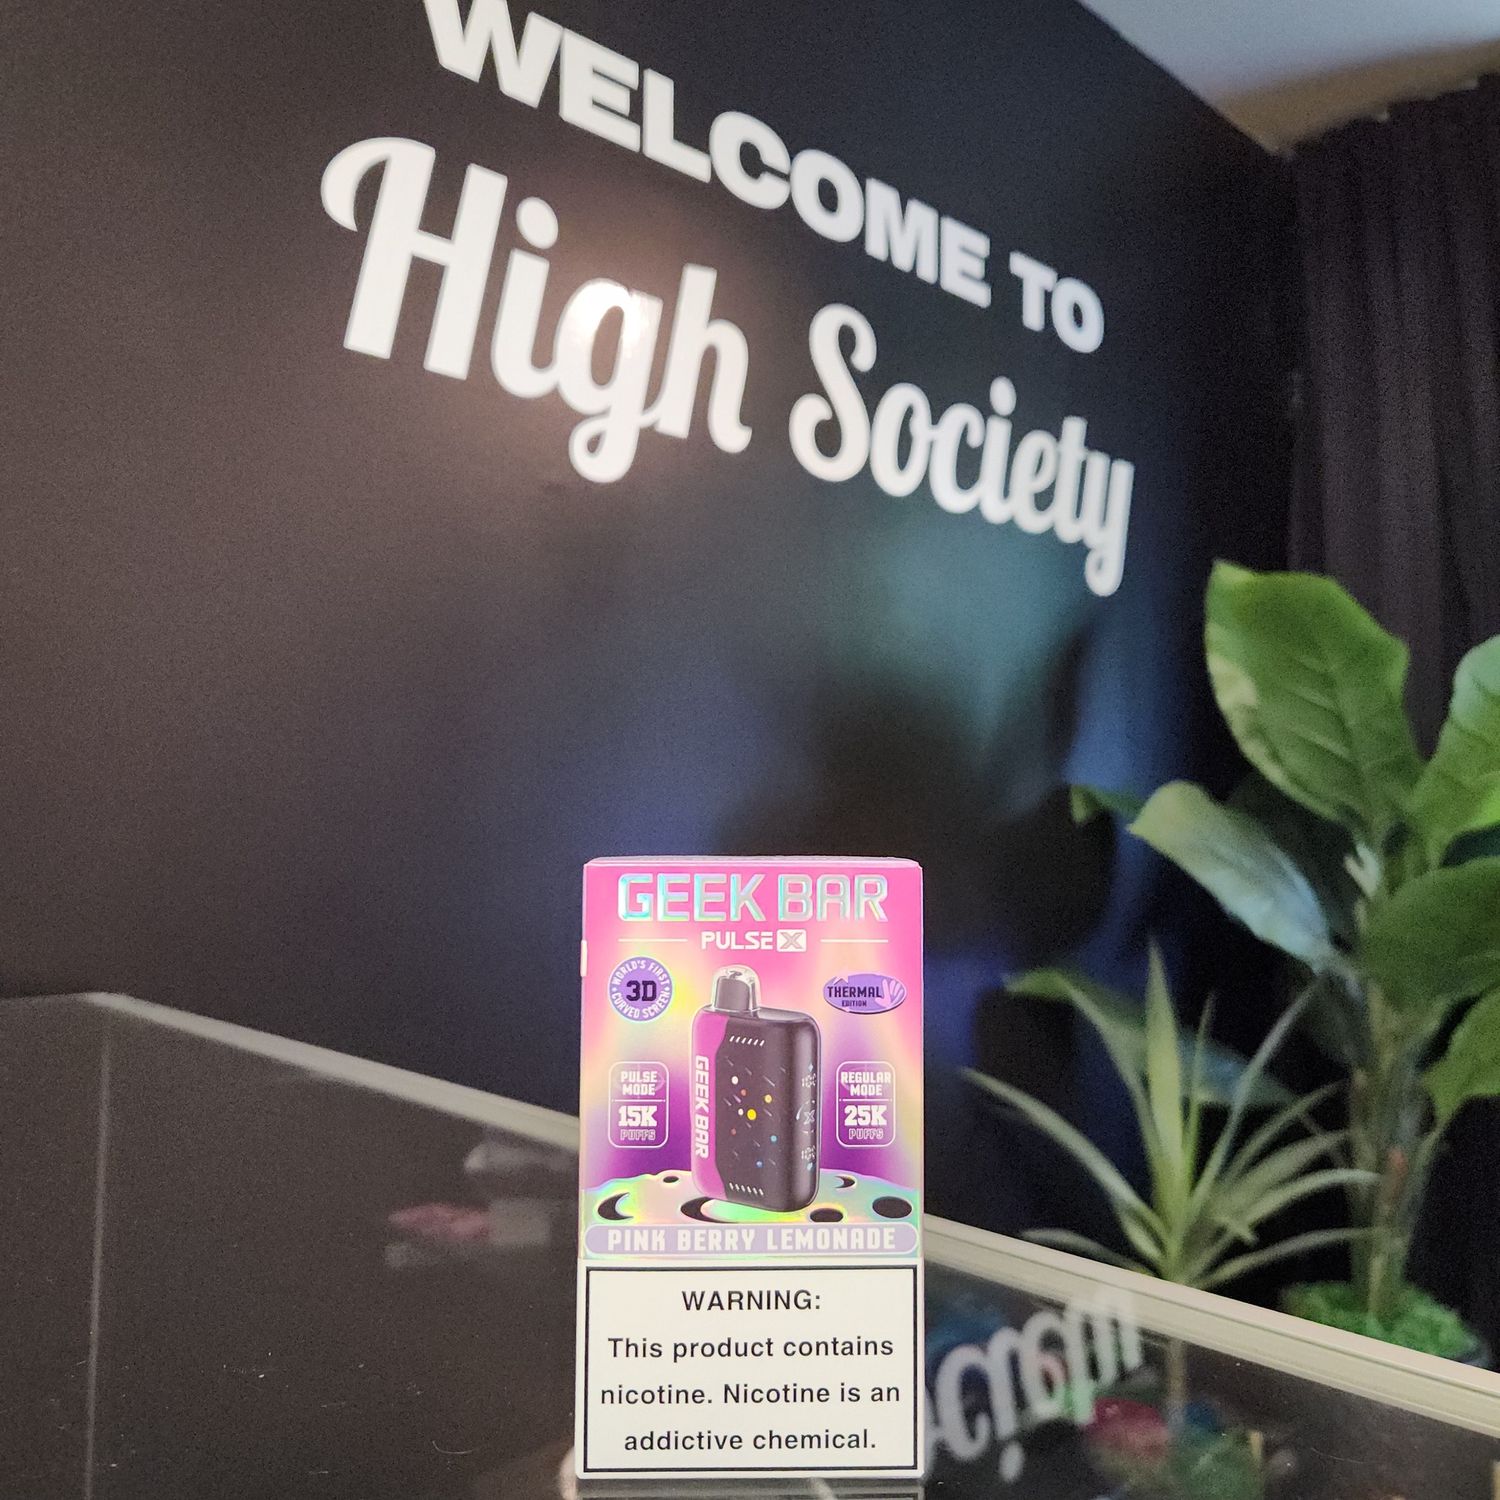 WELCOME TO
High Society
GEEK BAR
PULSE X
WORLD'S FIRST
3D
CURVED SCREEN
THERMAL
EDITION
PULSE
MODE
15K
PUFFS
GEEK BAR
REGULAR
MODE
25K
PUFFS
PINK BERRY LEMONADE
WARNING:
This product contains
nicotine. Nicotine is an
addictive chemical.